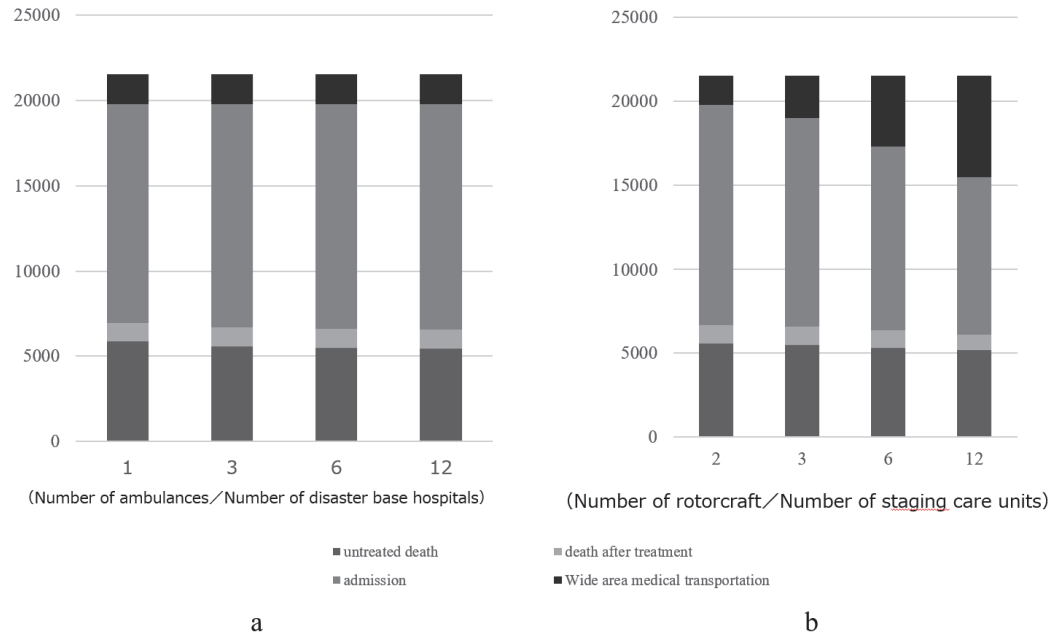 25000
20000
15000
10000
5000
0
1 3 6 12
（Number of ambulances／Number of disaster base hospitals）
25000
20000
15000
10000
5000
0
2 3 6 12
（Number of rotorcraft／Number of staging care units）
untreated death
death after treatment
admission
Wide area medical transportation
a
b